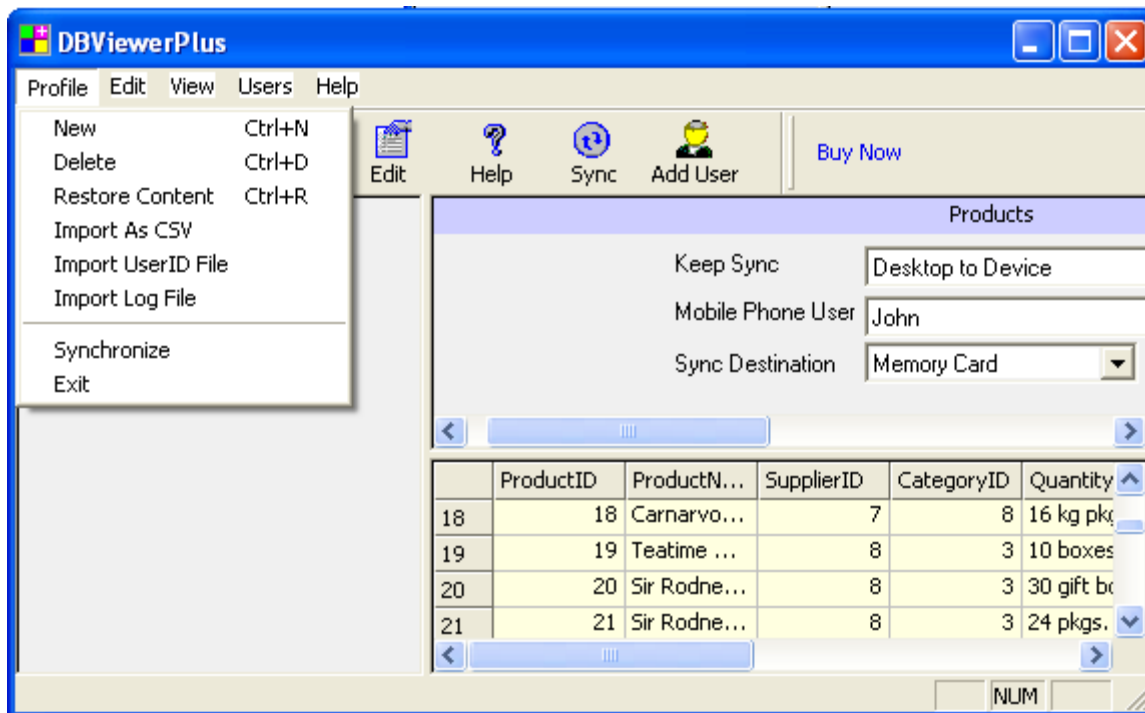 DBViewerPlus
Profile Edit View Users Help
New Ctrl+N
Delete Ctrl+D
Restore Content Ctrl+R
Import As CSV
Import UserID File
Import Log File
Synchronize
Exit
Edit Help Sync Add User Buy Now
Products
Keep Sync Desktop to Device
Mobile Phone User John
Sync Destination Memory Card
ProductID ProductN... SupplierID CategoryID Quantity
18 18 Carnarvo... 7 8 16 kg pkg
19 19 Teatime ... 8 3 10 boxes
20 20 Sir Rodne... 8 3 30 gift
21 21 Sir Rodne... 8 3 24 pkgs.
NUM